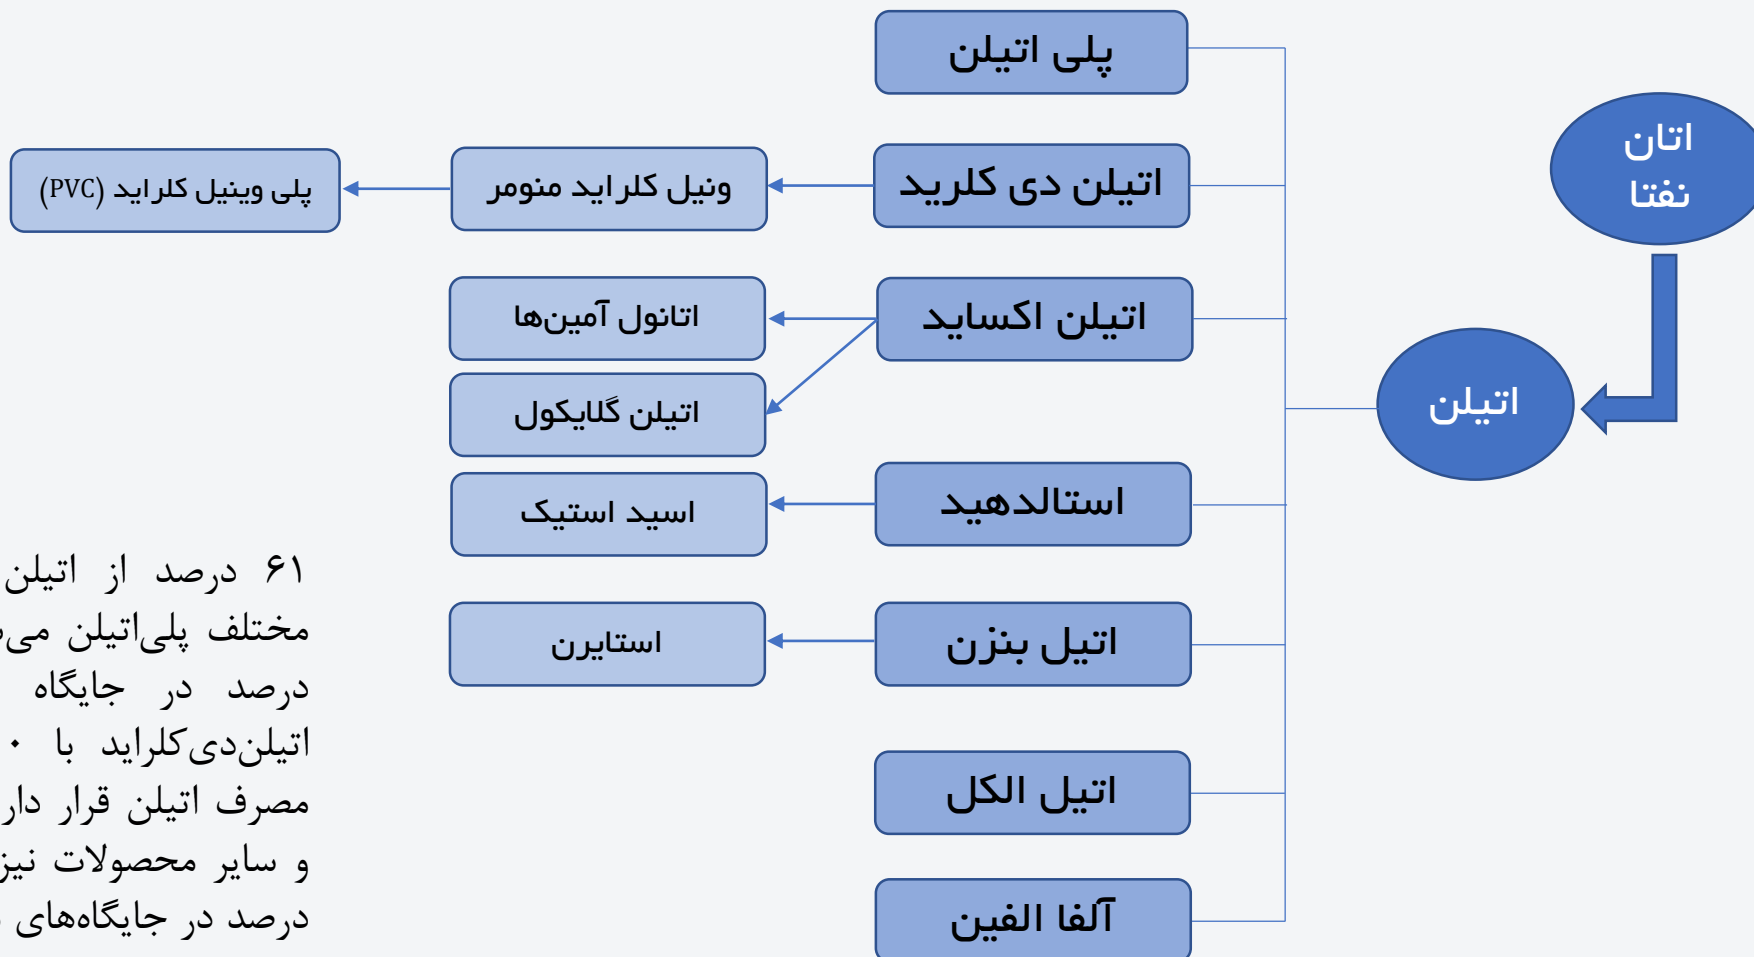 اتان
نفتا
اتیلن
پلی اتیلن
اتیلن دی کلرید
ونیل کلراید منومر
پلی وینیل کلراید (PVC)
اتیلن اکساید
اتانول آمین‌ها
اتیلن گلایکول
استالدهید
اسید استیک
اتیل بنزن
استایرن
اتیل الکل
آلفا الفین
۶۱ درصد از اتیلن
مختلف پلی‌اتیلن
درصد در جایگاه
اتیلن‌دی‌کلراید با
مصرف اتیلن قرار
و سایر محصولات نیز
درصد در جایگاه‌های